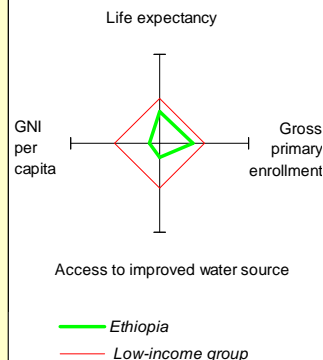 Life expectancy
GNI
per
capita
Gross
primary
enrollment
Access to improved water source
Ethiopia
Low-income group